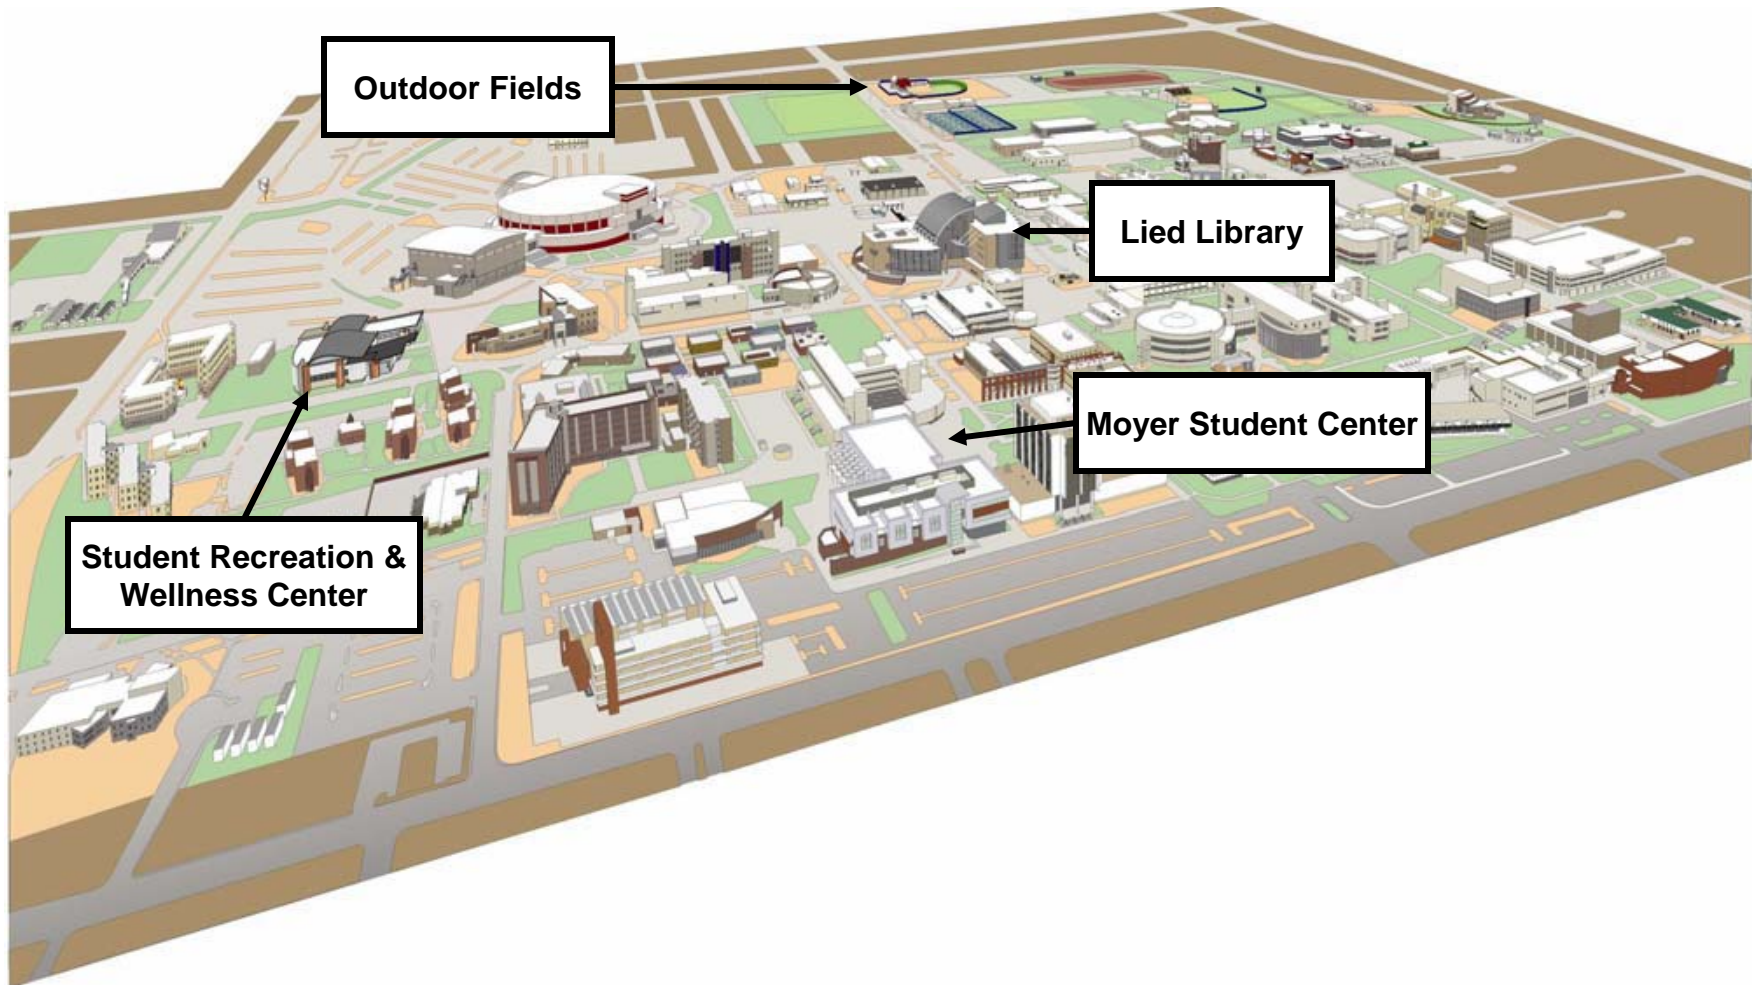 Outdoor Fields
Lied Library
Moyer Student Center
Student Recreation &
Wellness Center